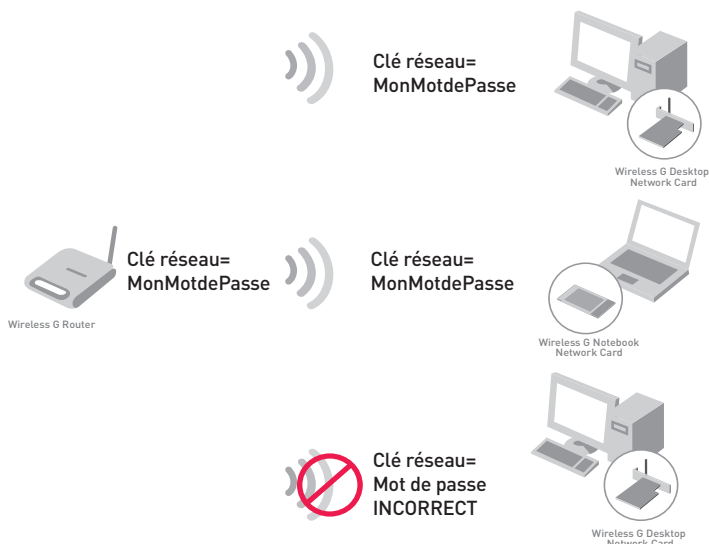 Clé réseau=
MonMotdePasse
Wireless G Desktop
Network Card
Wireless G Router
Clé réseau=
MonMotdePasse
Clé réseau=
MonMotdePasse
Wireless G Notebook
Network Card
Clé réseau=
Mot de passe
INCORRECT
Wireless G Desktop
Network Card